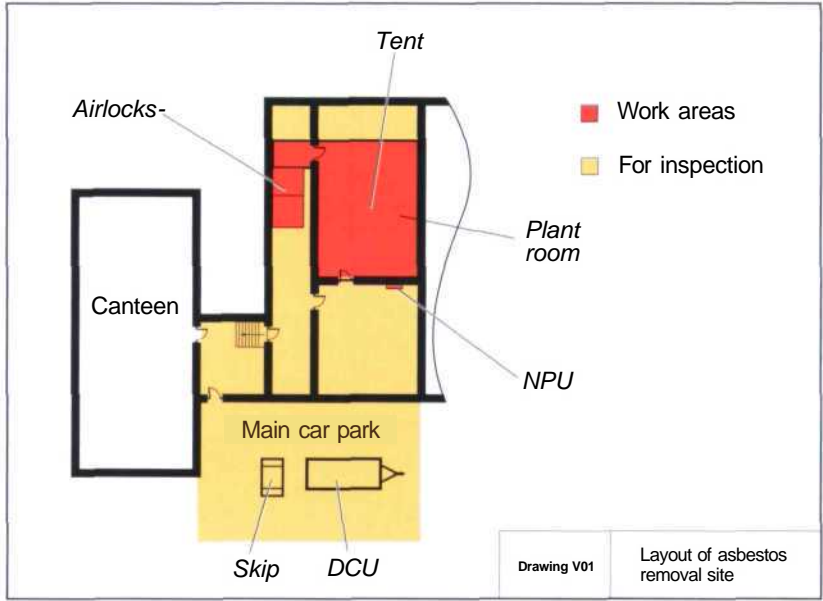 Tent
Airlocks-
Work areas
For inspection
Plant
room
Canteen
NPU
Main car park
Skip
DCU
Drawing V01
Layout of asbestos
removal site